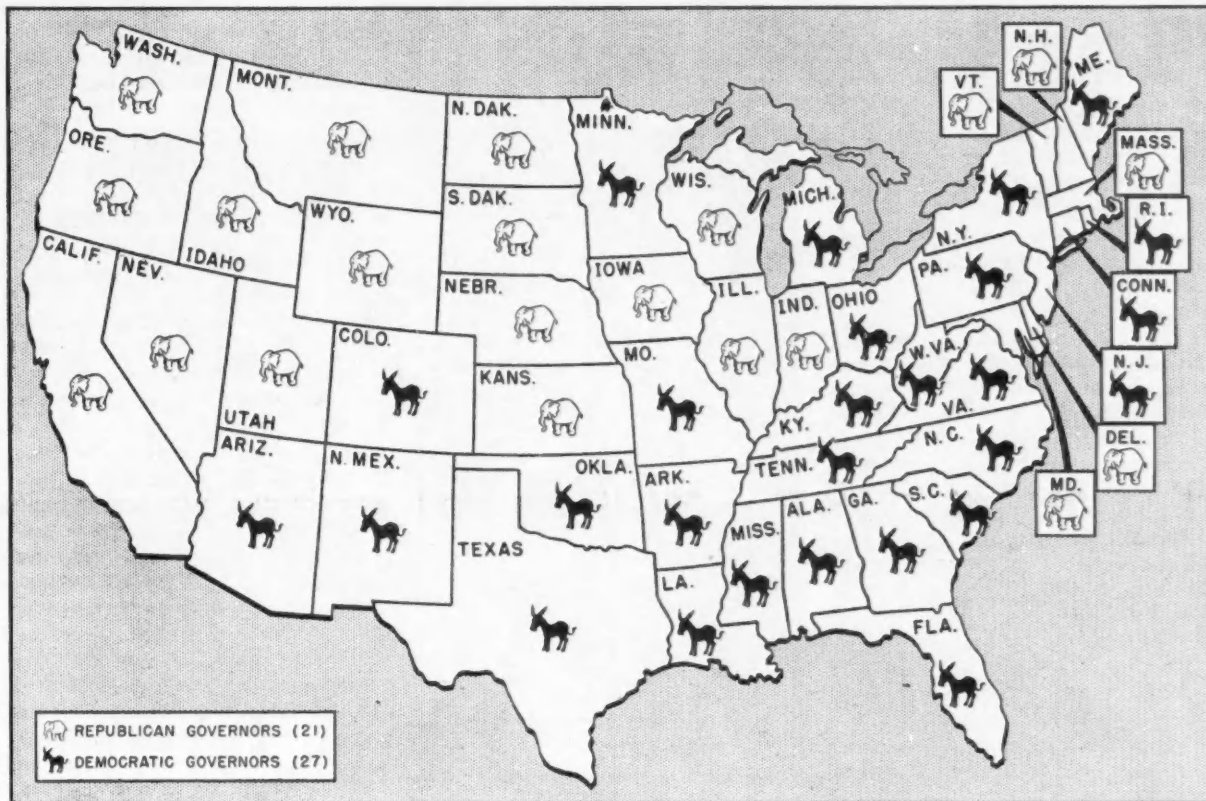 WASH.
MONT.
N. DAK.
MINN.
N.H.
VT.
ME.
ORE.
MASS.
WIS.
MICH.
S. DAK.
WYO.
R.I.
N.Y.
CALIF.
NEV.
IDAHO
IOWA
PA.
NEBR.
ILL.
IND.
OHIO
CONN.
COLO.
MO.
W.VA.
N.J.
KANS.
UTAH
KY.
VA.
ARIZ.
N. MEX.
OKLA.
ARK.
TENN.
N.C.
DEL.
MD.
S.C.
MISS.
ALA.
GA.
TEXAS
LA.
FLA.
REPUBLICAN GOVERNORS (21)
DEMOCRATIC GOVERNORS (27)